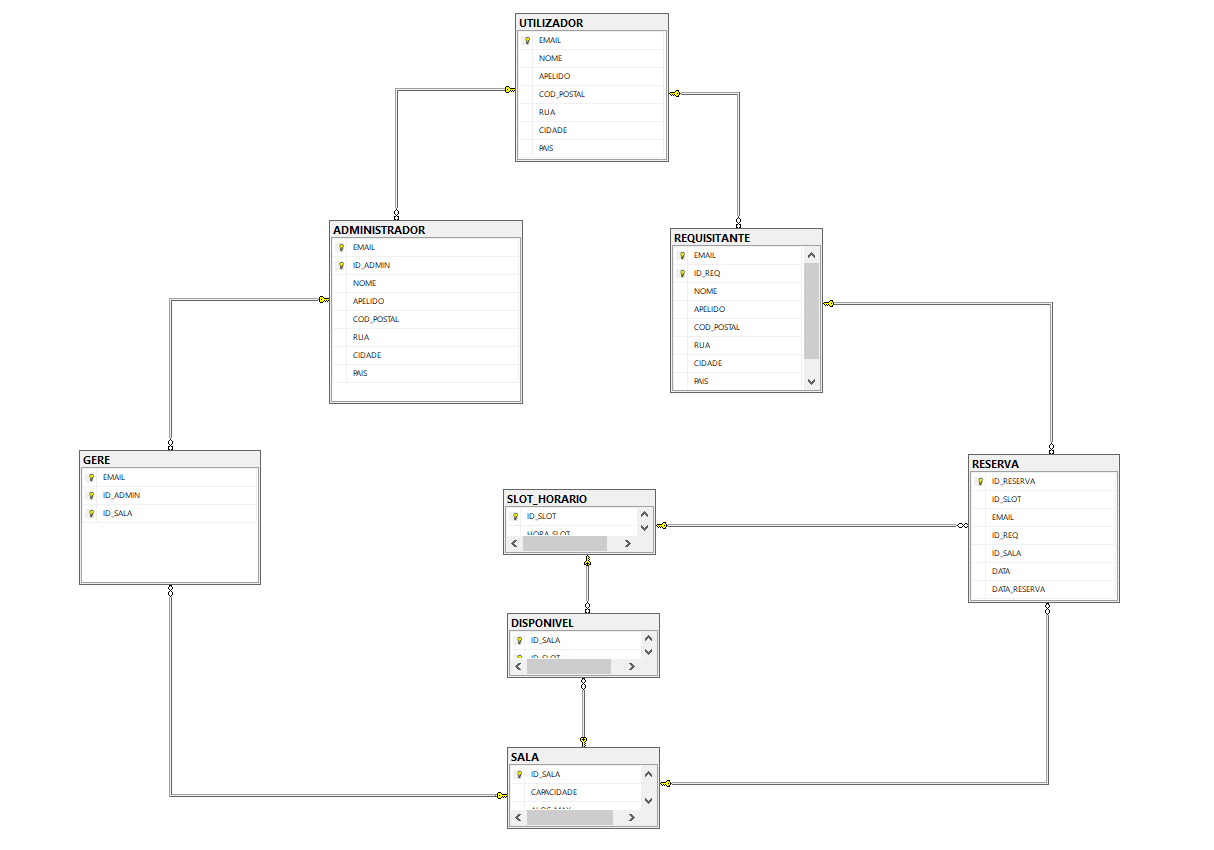 UTILIZADOR
EMAIL
NOME
APELIDO
COD_POSTAL
RUA
CIDADE
PAIS
ADMINISTRADOR
EMAIL
ID_ADMIN
NOME
APELIDO
COD_POSTAL
RUA
CIDADE
PAIS
REQUISITANTE
EMAIL
ID_REQ
NOME
APELIDO
COD_POSTAL
RUA
CIDADE
PAIS
GERE
EMAIL
ID_ADMIN
ID_SALA
SLOT_HORARIO
ID_SLOT
HORA_SLOT
RESERVA
ID_RESERVA
ID_SLOT
EMAIL
ID_REQ
ID_SALA
DATA
DATA_RESERVA
DISPONIVEL
ID_SALA
ID_SLOT
SALA
ID_SALA
CAPACIDADE